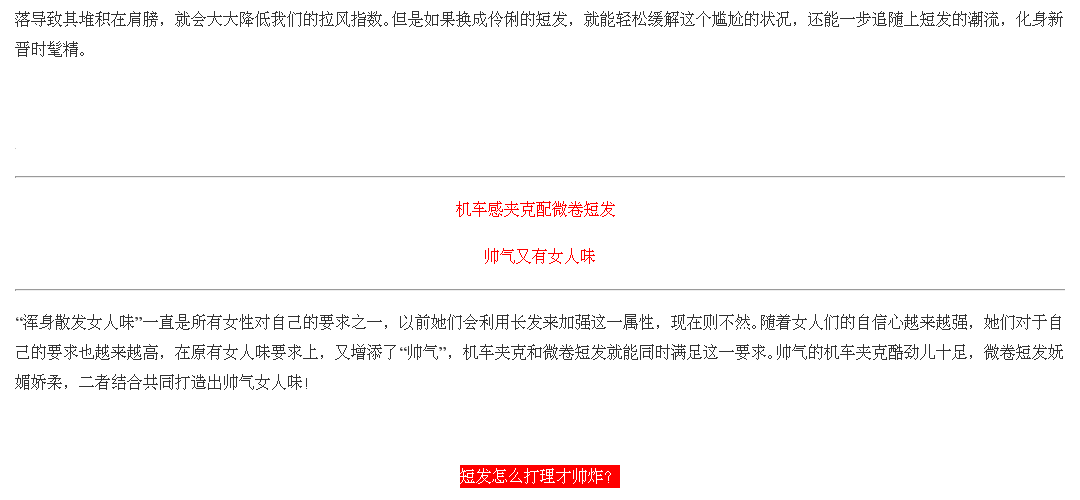 落导致其堆积在肩膀，就会大大降低我们的拉风指数。但是如果换成伶俐的短发，就能轻松缓解这个尴尬的状况，还能一步追随上短发的潮流，化身新
晋时髦精。
机车感夹克配微卷短发
帅气又有女人味
“浑身散发女人味”一直是所有女性对自己的要求之一，以前她们会利用长发来加强这一属性，现在则不然。随着女人们的自信心越来越强，她们对于自
己的要求也越来越高，在原有女人味要求上，又增添了“帅气”，机车夹克和微卷短发就能同时满足这一要求。帅气的机车夹克酷劲儿十足，微卷短发妩
媚娇柔，二者结合共同打造出帅气女人味！
短发怎么打理才帅炸？